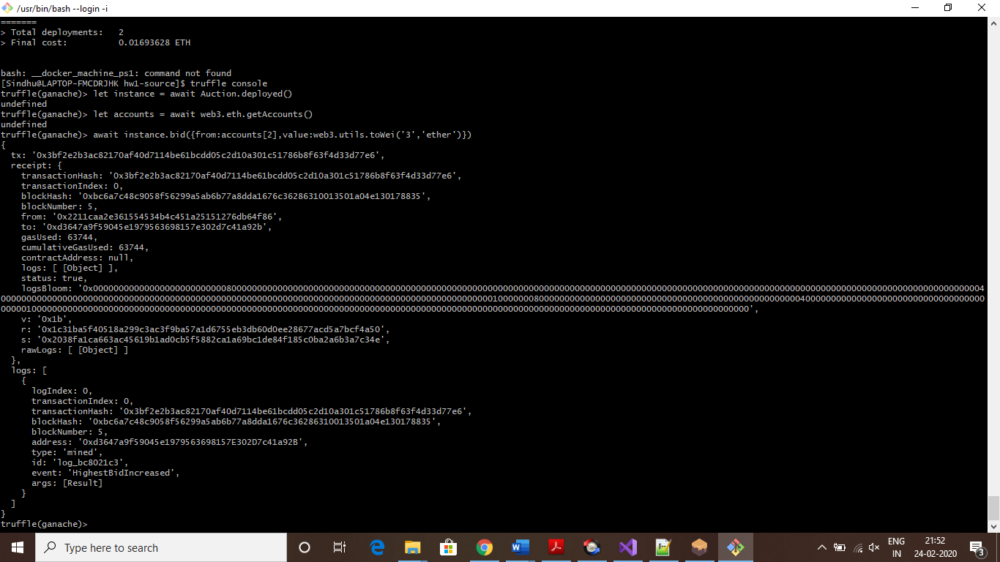 /usr/bin/bash --login -i
=======
> Total deployments:   2
> Final cost:          0.01693628 ETH
bash: __docker_machine_ps1: command not found
[Sindhu@LAPTOP-FMCDRJHK hw1-source]$ truffle console
truffle(ganache)> let instance = await Auction.deployed()
undefined
truffle(ganache)> let accounts = await web3.eth.getAccounts()
undefined
truffle(ganache)> await instance.bid({from:accounts[2],value:web3.utils.toWei('3','ether')})
{
  tx: '0x3bf2e2b3ac82170af40d7114be61bcdd05c2d10a301c51786b8f63f4d33d77e6',
  receipt: {
    transactionHash: '0x3bf2e2b3ac82170af40d7114be61bcdd05c2d10a301c51786b8f63f4d33d77e6',
    transactionIndex: 0,
    blockHash: '0xbc6a7c48c9058f56299a5ab6b77a8dda1676c36286310013501a04e130178835',
    blockNumber: 5,
    from: '0x2211caa2e361554534b4c451a25151276db64f86',
    to: '0xd3647a9f59045e1979563698157e302d7c41a92b',
    gasUsed: 63744,
    cumulativeGasUsed: 63744,
    contractAddress: null,
    logs: [ [Object] ],
    status: true,
    logsBloom:
    v: '0x1b',
    r: '0x1c31ba5f40518a299c3ac3f9ba57a1d6755eb3db60d0ee28677acd5a7bcf4a50',
    s: '0x2038fa1ca663ac45619b1ad0cb5f5882ca1a69bc1de84f185c0ba2a6b3a7c34e',
    rawLogs: [ [Object] ]
  },
  logs: [
    {
      logIndex: 0,
      transactionIndex: 0,
      transactionHash: '0x3bf2e2b3ac82170af40d7114be61bcdd05c2d10a301c51786b8f63f4d33d77e6',
      blockHash: '0xbc6a7c48c9058f56299a5ab6b77a8dda1676c36286310013501a04e130178835',
      blockNumber: 5,
      address: '0xd3647a9f59045e1979563698157E302D7c41a92B',
      type: 'mined',
      id: 'log_bc8021c3',
      event: 'HighestBidIncreased',
      args: [Result]
    }
  ]
}
truffle(ganache)>
Type here to search
ENG
IN
21:52
24-02-2020
3